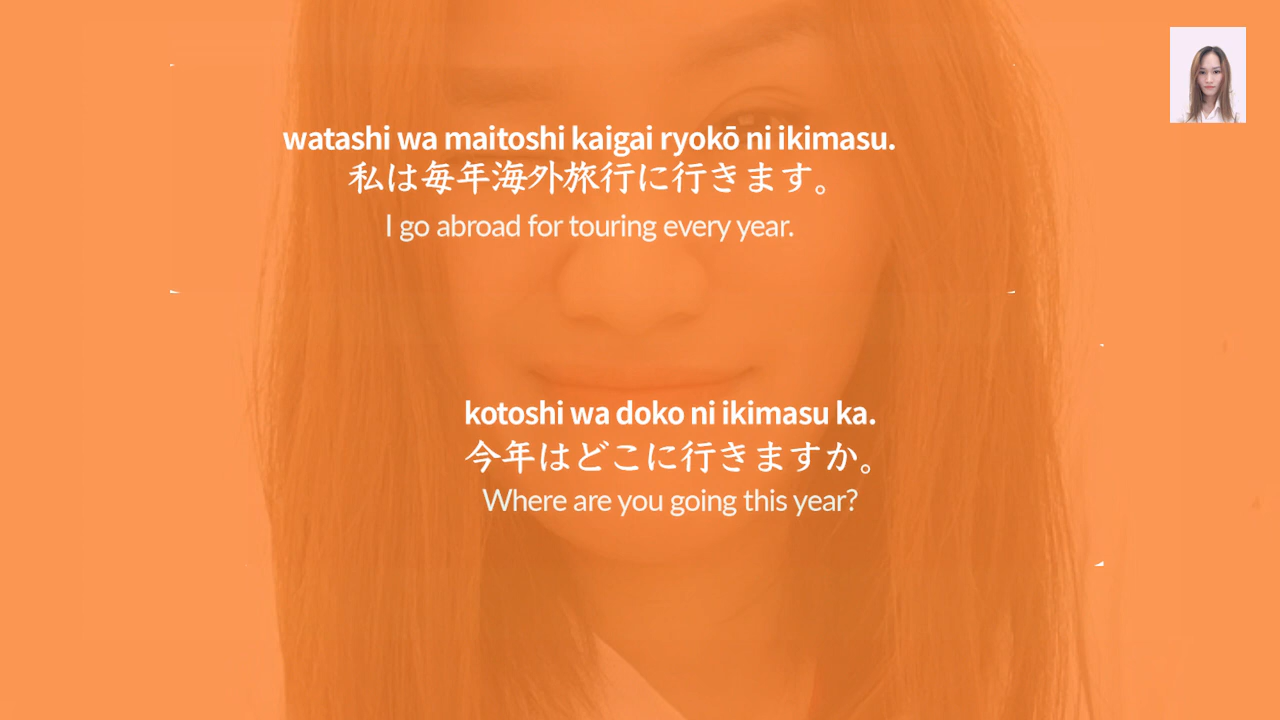 watashi wa maitoshi kaigai ryokō ni ikimasu.
私は毎年海外旅行に行きます。
I go abroad for touring every year.
kotoshi wa doko ni ikimasu ka.
今年はどこに行きますか。
Where are you going this year?